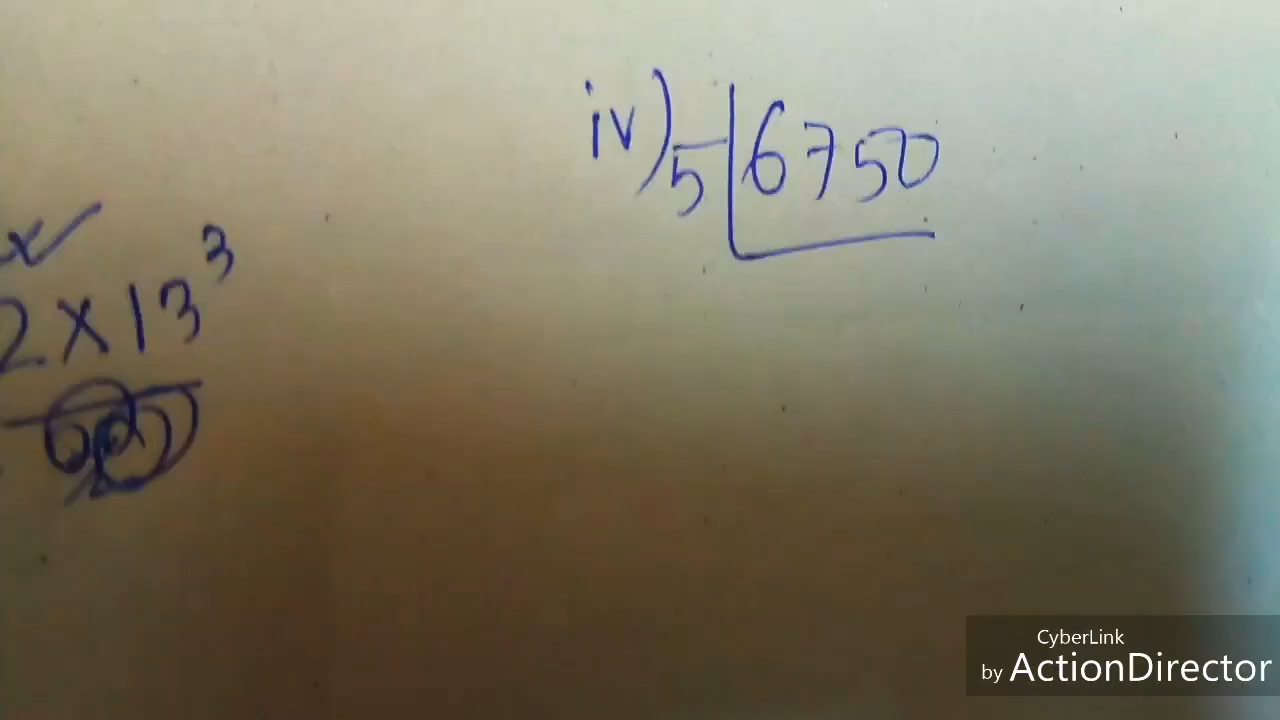 iv) 5 6750
2 x 13³
CyberLink
by ActionDirector